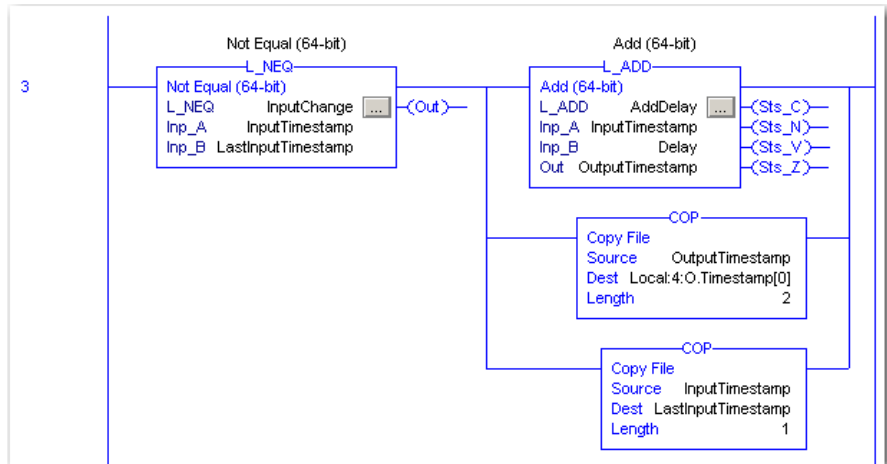 Not Equal (64-bit)
Add (64-bit)
3
L_NEQ
Not Equal (64-bit)
L_NEQ InputChange ...
(Out)
Inp_A InputTimestamp
Inp_B LastInputTimestamp
L_ADD
Add (64-bit)
L_ADD AddDelay ...
(Sts_C)
Inp_A InputTimestamp
(Sts_N)
Inp_B Delay
(Sts_V)
Out OutputTimestamp
(Sts_Z)
COP
Copy File
Source OutputTimestamp
Dest Local:4:O.Timestamp[0]
Length 2
COP
Copy File
Source InputTimestamp
Dest LastInputTimestamp
Length 1